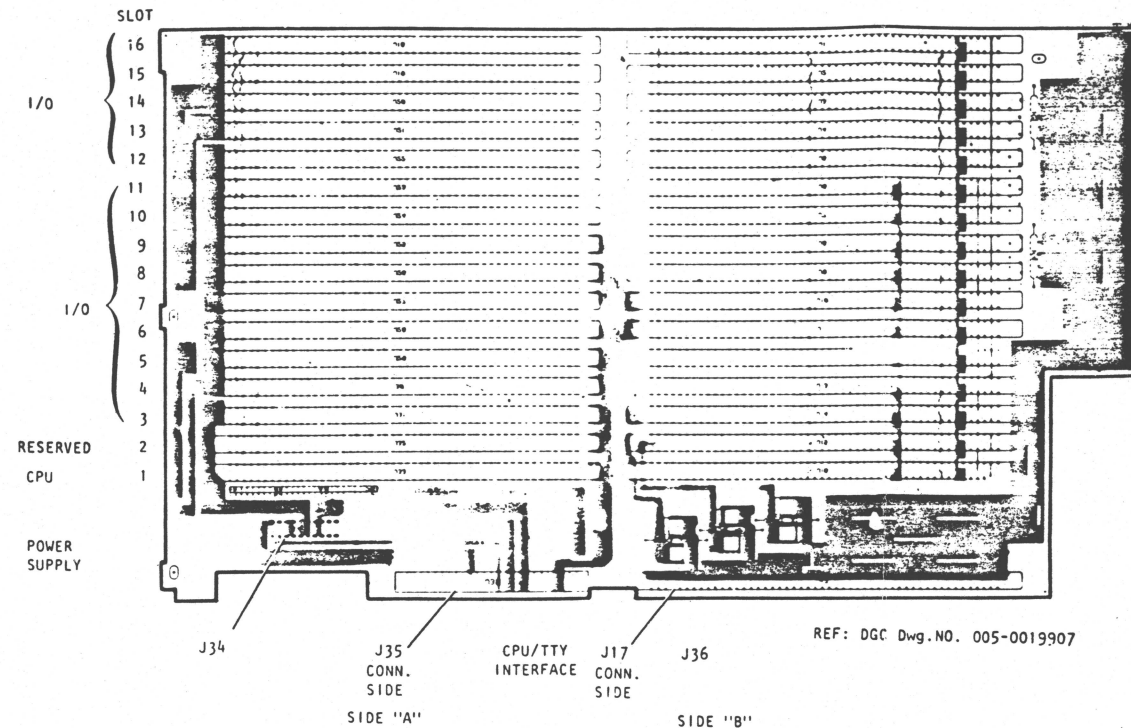 SLOT
16
15
I/O 14
13
12
11
10
9
8
I/O 7
6
5
4
3
RESERVED 2
CPU 1
POWER
SUPPLY
J34
J35
CONN.
SIDE
SIDE "A"
CPU/TTY
INTERFACE
J17
CONN.
SIDE
J36
SIDE "B"
REF: DGC Dwg.NO. 005-0019907